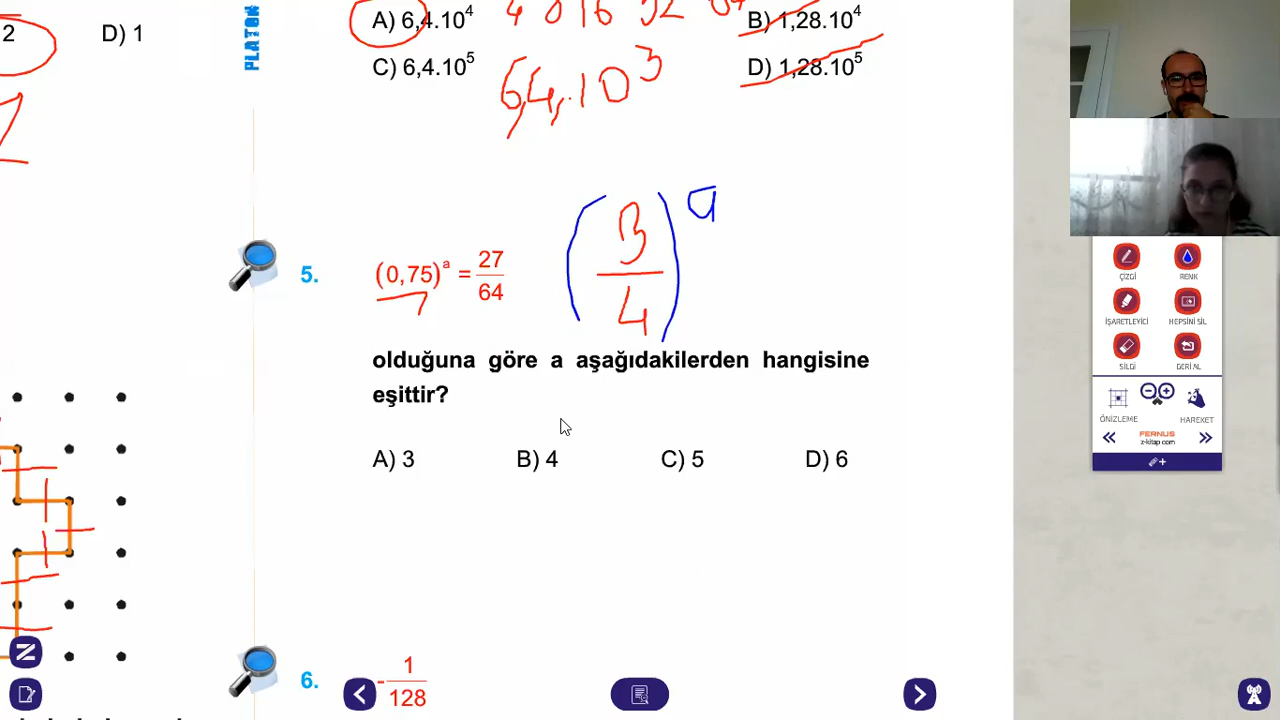 2 D) 1
PLATON
A) 6,4.10⁴ B) 1,28.10⁴
C) 6,4.10⁵ D) 1,28.10⁵
6,4.10³
5. (0,75)ᵃ = 27/64
(3/4)ᵃ
olduğuna göre a aşağıdakilerden hangisine
eşittir?
A) 3 B) 4 C) 5 D) 6
6. -1/128
ÇİZGİ RENK
İŞARETLEYİCİ HEPSİNİ SİL
SİLGİ GERİ AL
ÖNİZLEME HAREKET
FERNUS
z-kitap.com